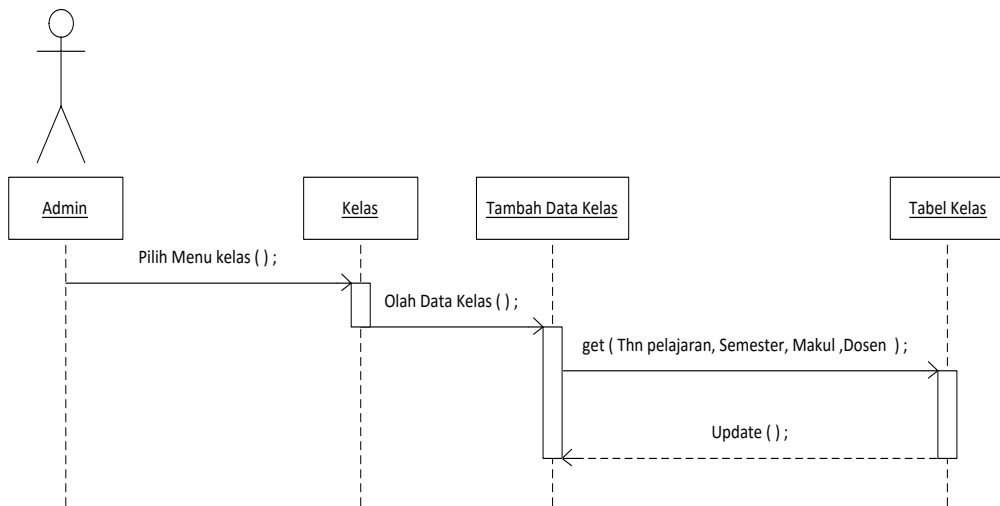 Admin
Kelas
Tambah Data Kelas
Tabel Kelas
Pilih Menu kelas ( ) ;
Olah Data Kelas ( ) ;
get ( Thn pelajaran, Semester, Makul ,Dosen  ) ;
Update ( ) ;